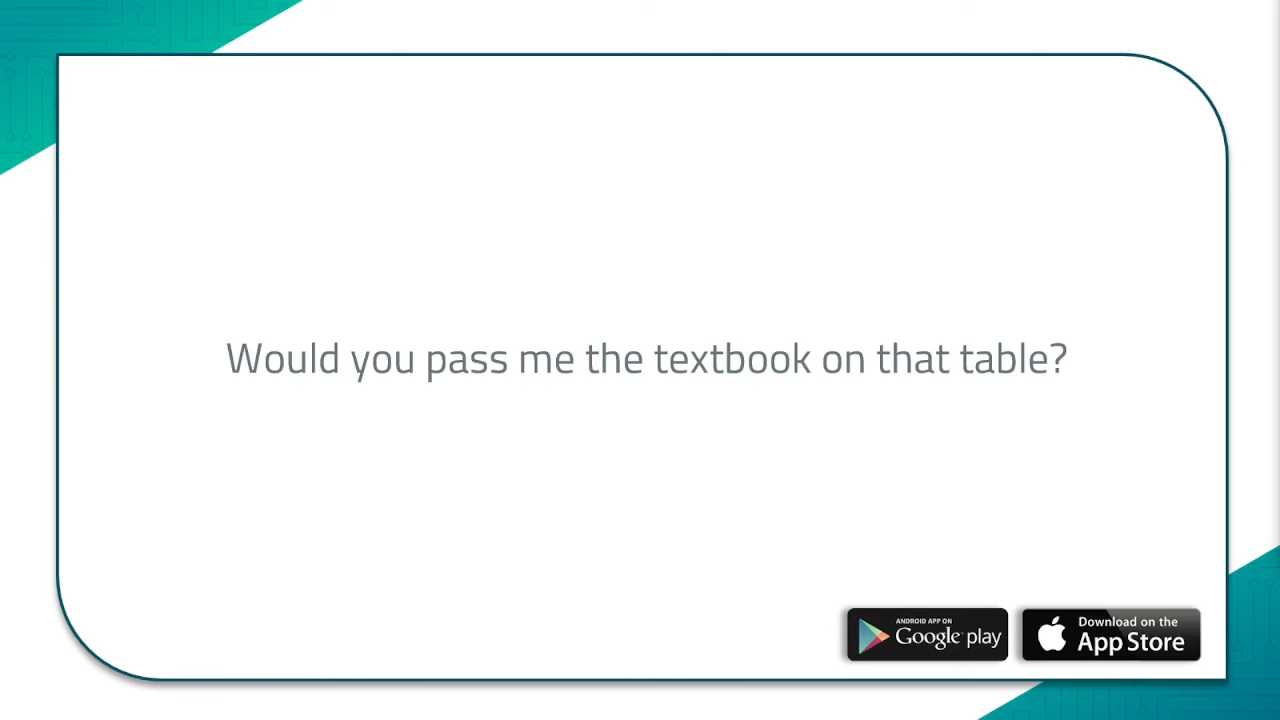 Would you pass me the textbook on that table?
ANDROID APP ON
Google play
Download on the
App Store